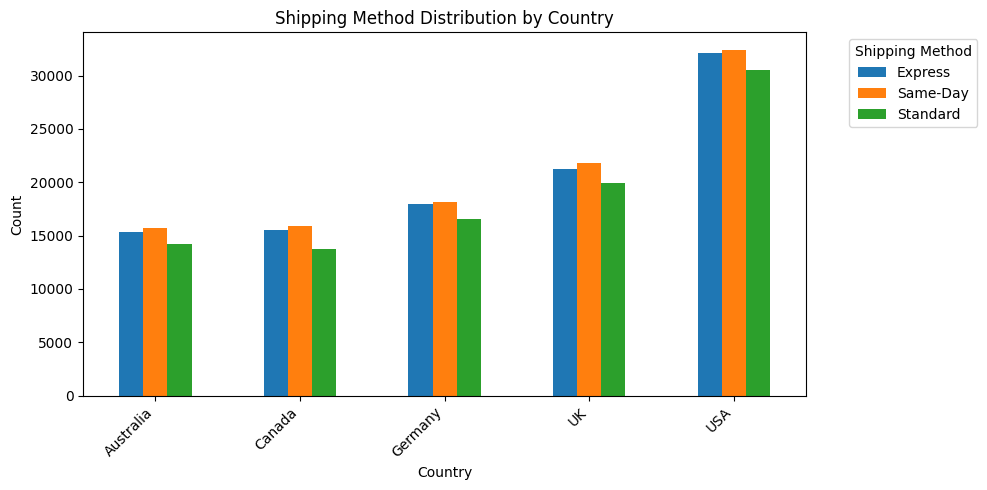 Shipping Method Distribution by Country
Shipping Method
Express
Same-Day
Standard
Count
30000
25000
20000
15000
10000
5000
0
Australia
Canada
Germany
UK
USA
Country